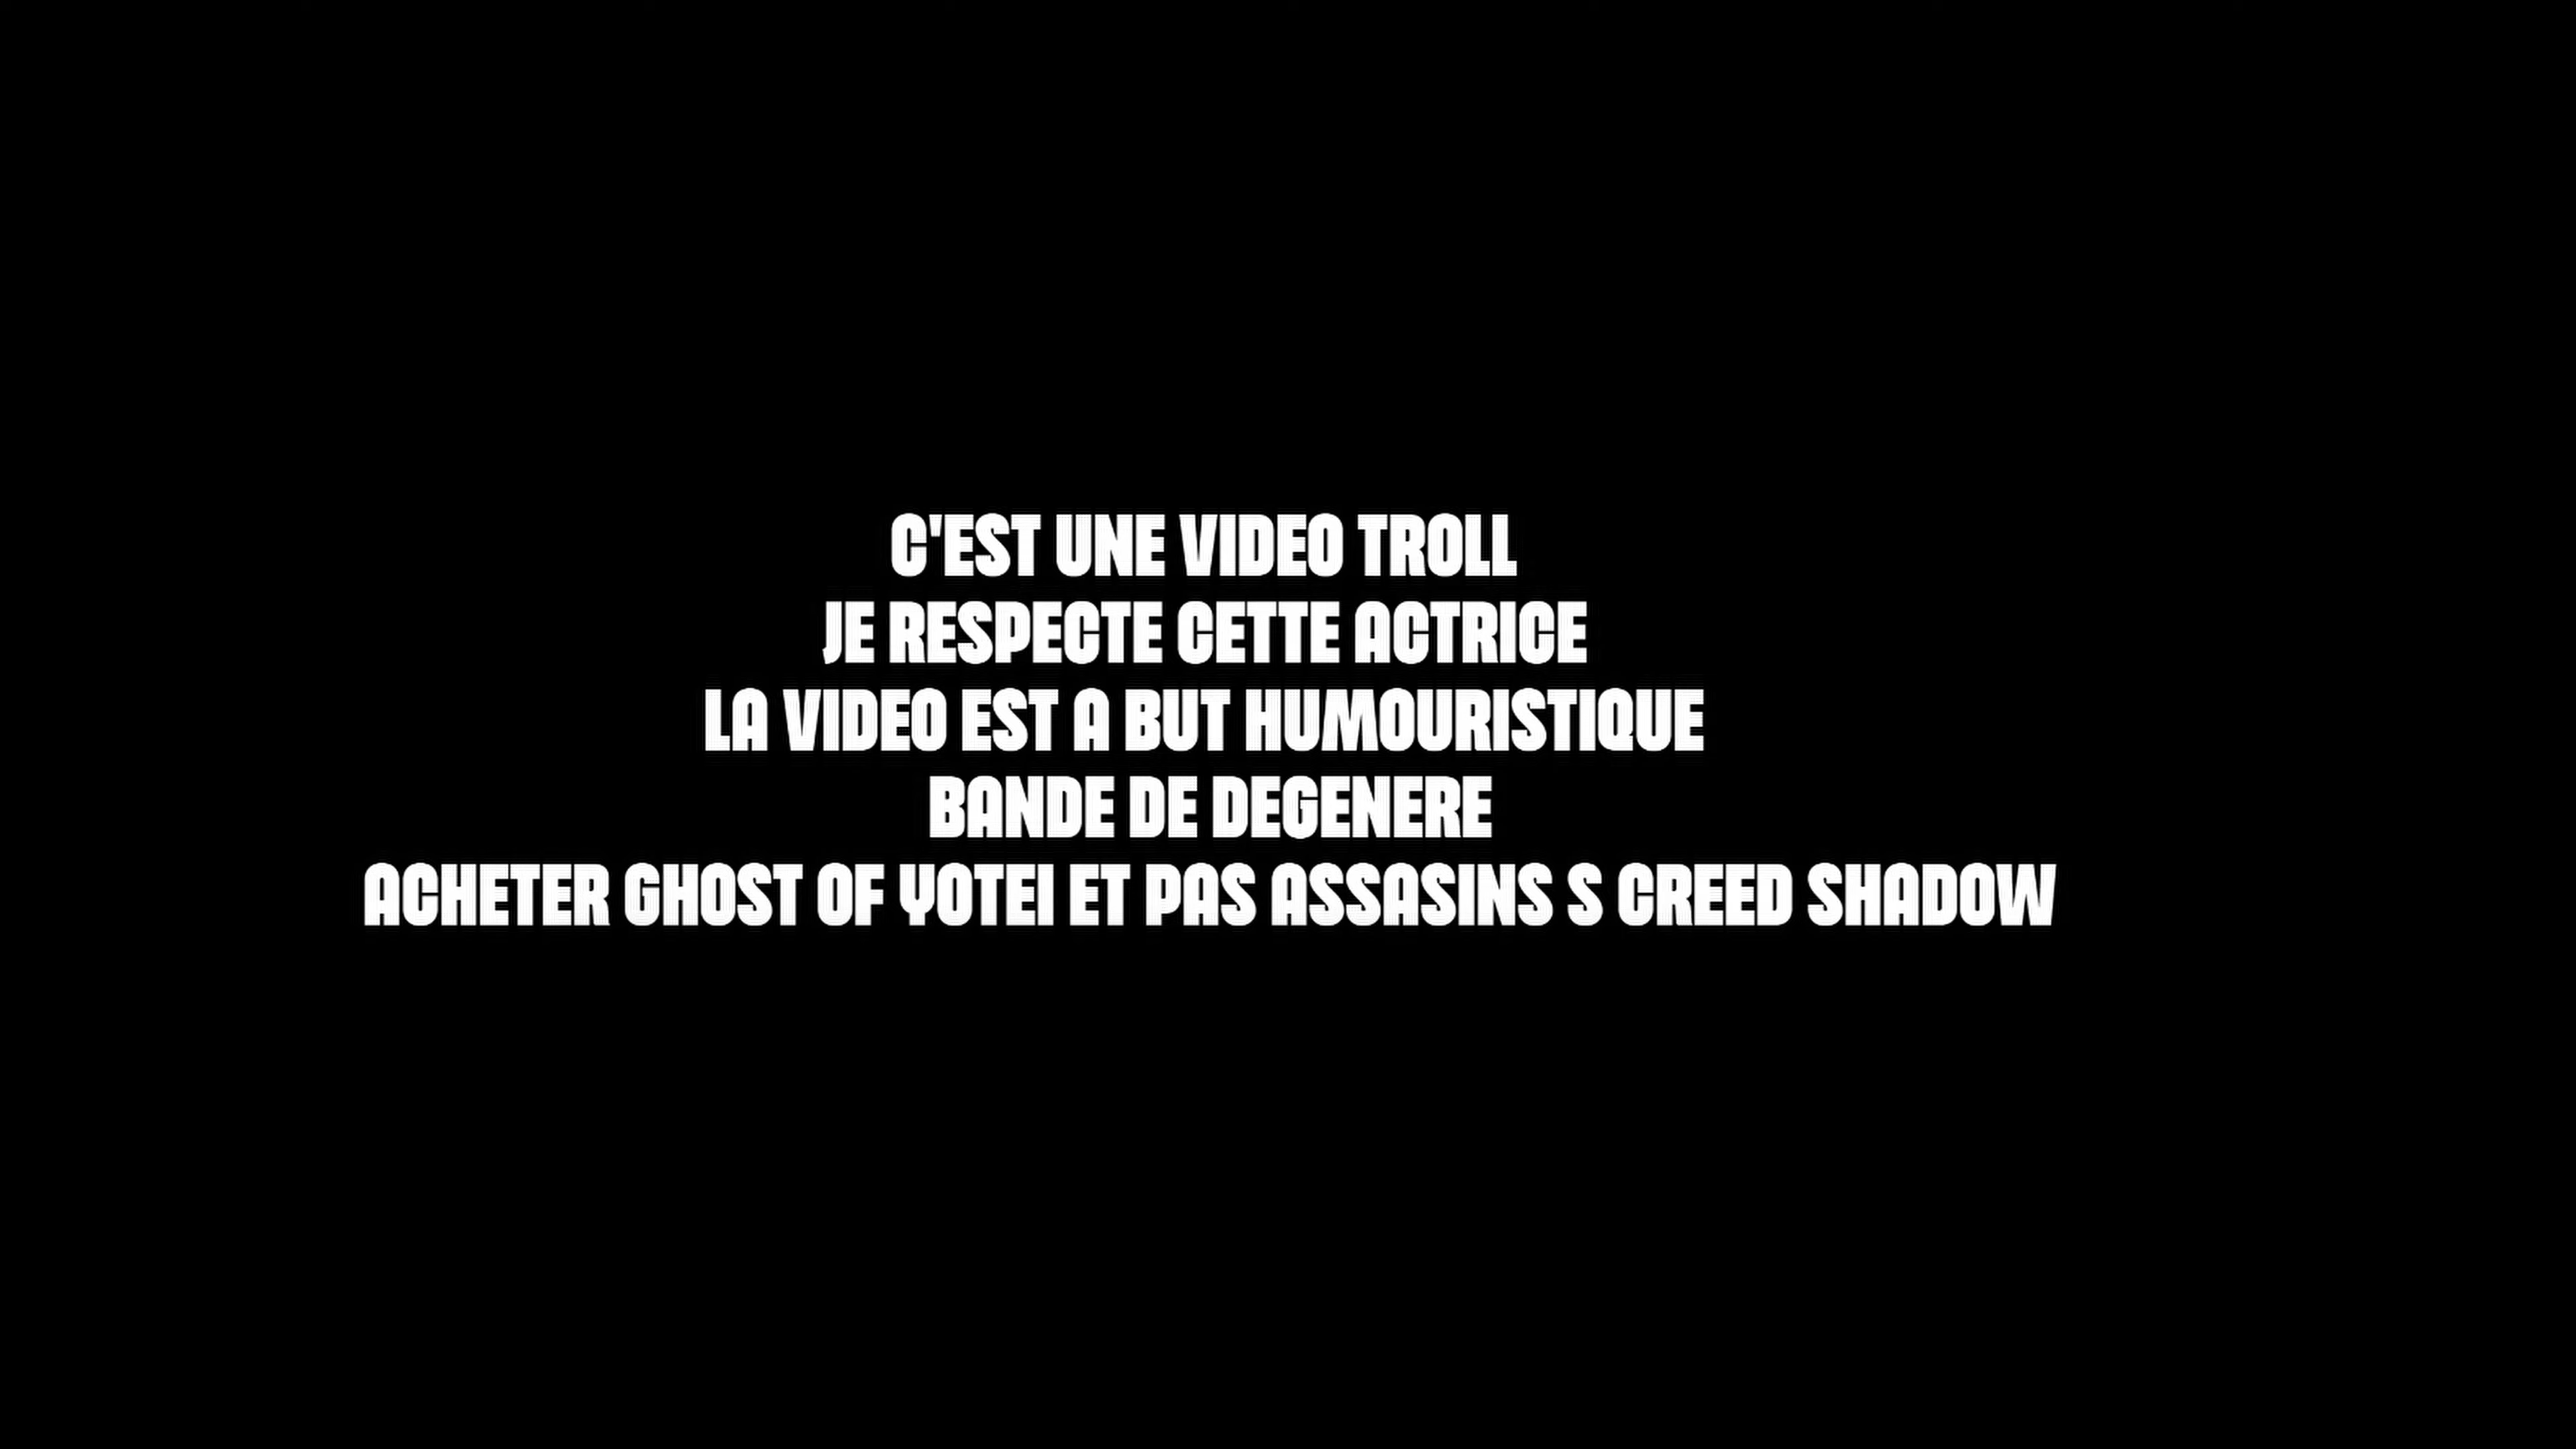 C'EST UNE VIDEO TROLL
JE RESPECTE CETTE ACTRICE
LA VIDEO EST A BUT HUMOURISTIQUE
BANDE DE DEGENERE
ACHETER GHOST OF YOTEI ET PAS ASSASINS S CREED SHADOW